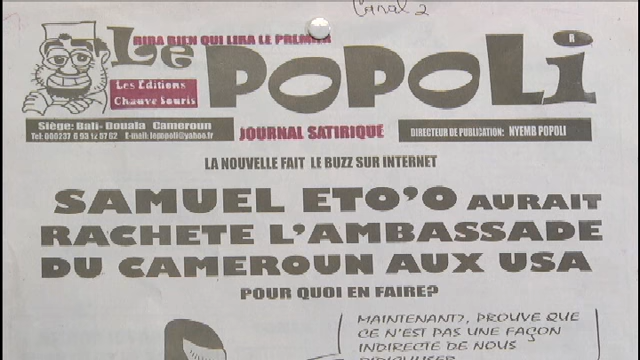 Canal 2
RIRA BIEN QUI LIRA LE PREMIER
Le POPOLi
R
Les Editions
Chauve Souris
Siège: Bali - Douala Cameroun
E-mail: lepopoli@yahoo.fr
JOURNAL SATIRIQUE
DIRECTEUR DE PUBLICATION: NYEMB POPOLI
LA NOUVELLE FAIT LE BUZZ SUR INTERNET
SAMUEL ETO'O AURAIT
RACHETE L'AMBASSADE
DU CAMEROUN AUX USA
POUR QUOI EN FAIRE?
MAINTENANT?, PROUVE QUE
CE N'EST PAS UNE FAÇON
INDIRECTE DE NOUS